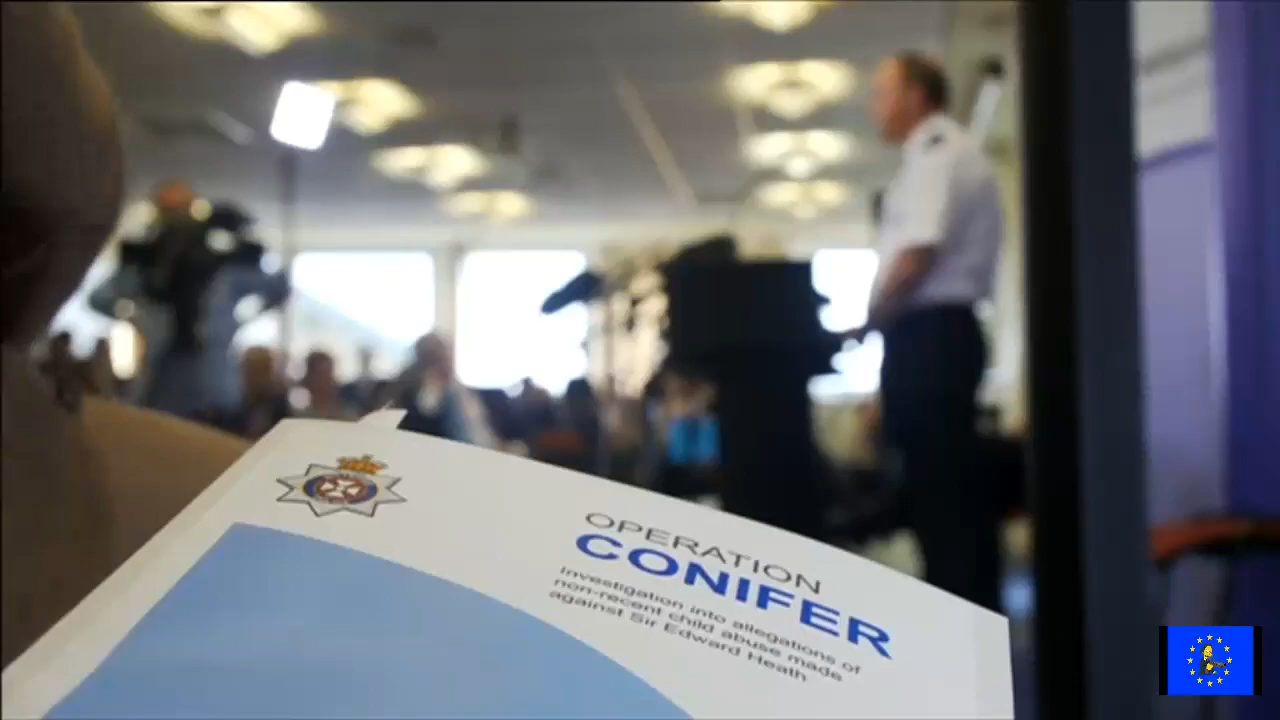 OPERATION
CONIFER
Investigation into allegations of
non-recent child abuse made
against Sir Edward Heath